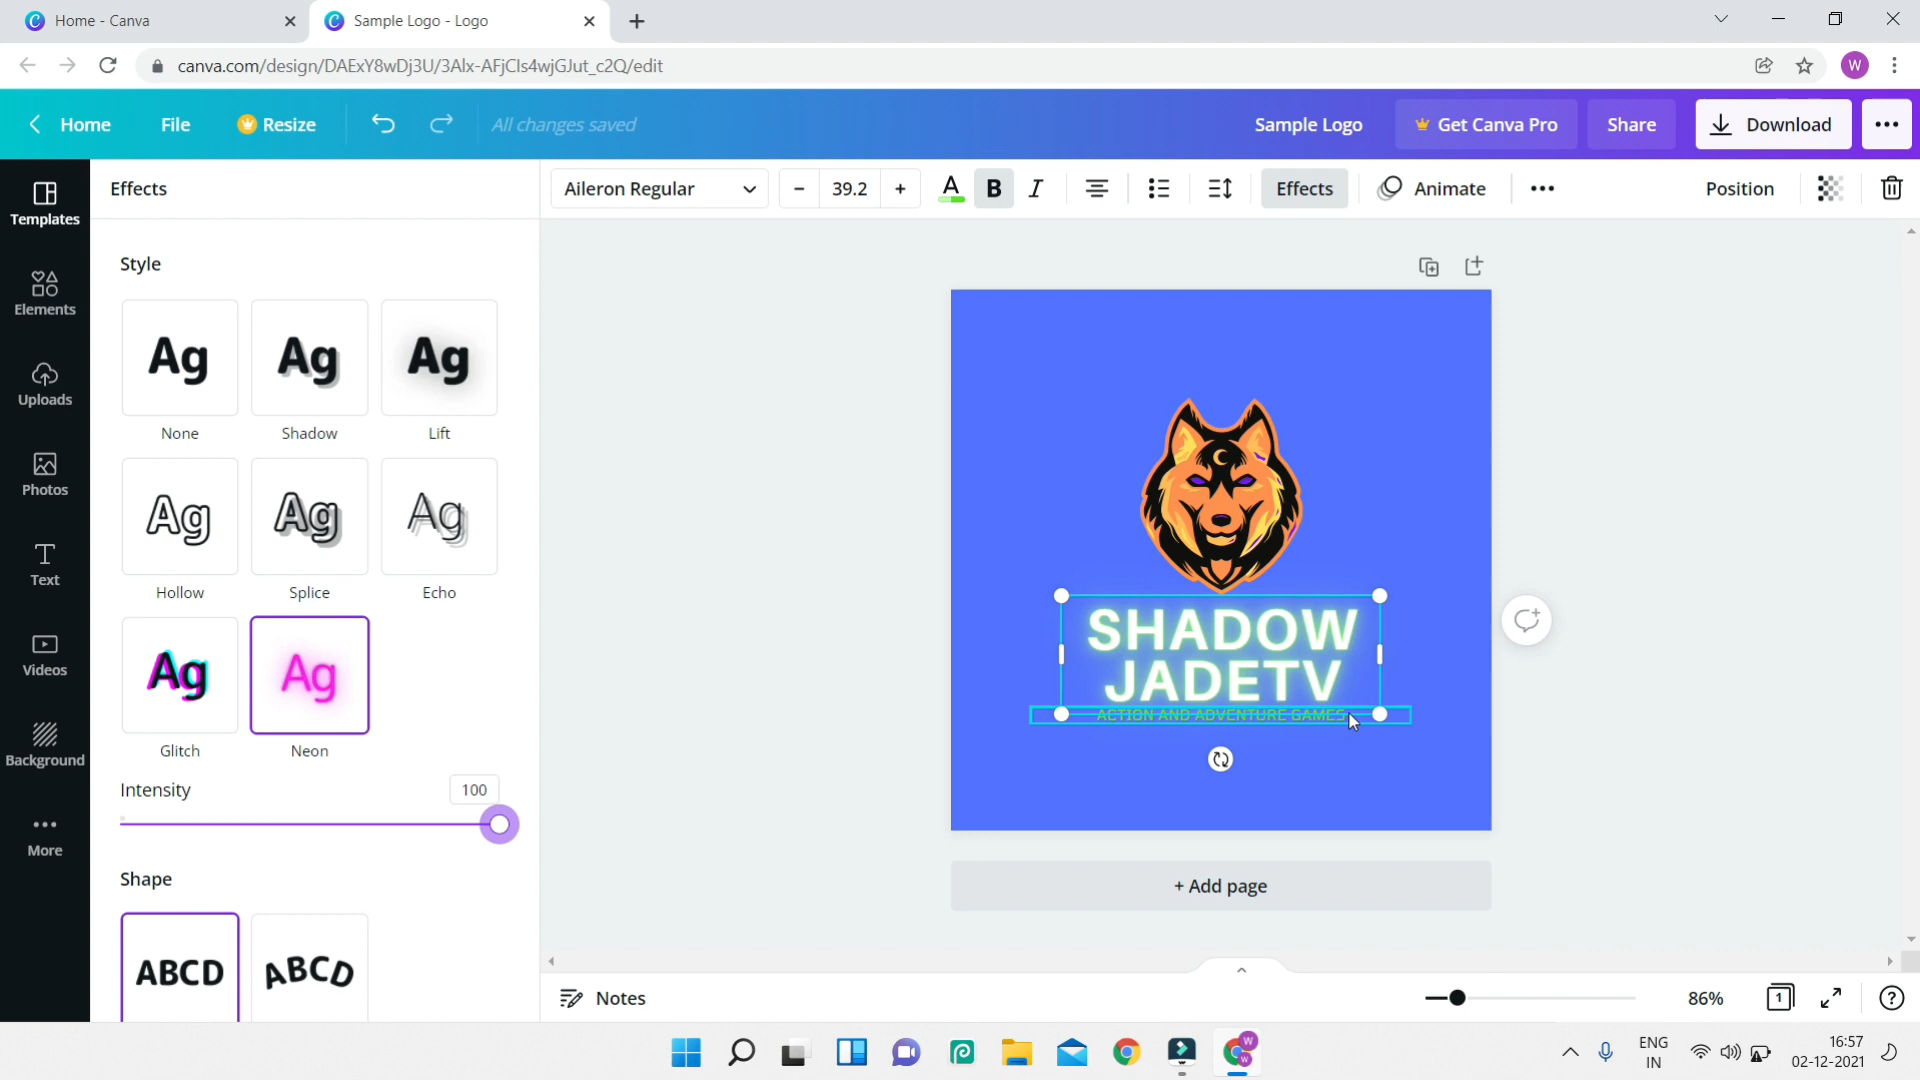 Home - Canva
Sample Logo - Logo
canva.com/design/DAExY8wDj3U/3Alx-AFjCIs4wjGJut_c2Q/edit
W
Home
File
Resize
All changes saved
Sample Logo
Get Canva Pro
Share
Download
Templates
Elements
Uploads
Photos
Text
Videos
Background
More
Effects
Style
Ag
Ag
Ag
None
Shadow
Lift
Ag
Ag
Ag
Hollow
Splice
Echo
Ag
Ag
Glitch
Neon
Intensity
100
Shape
ABCD
ABCD
Aileron Regular
39.2
A
B
I
Effects
Animate
Position
SHADOW
JADETV
ACTION AND ADVENTURE GAMES
+ Add page
Notes
86%
1
ENG
IN
16:57
02-12-2021